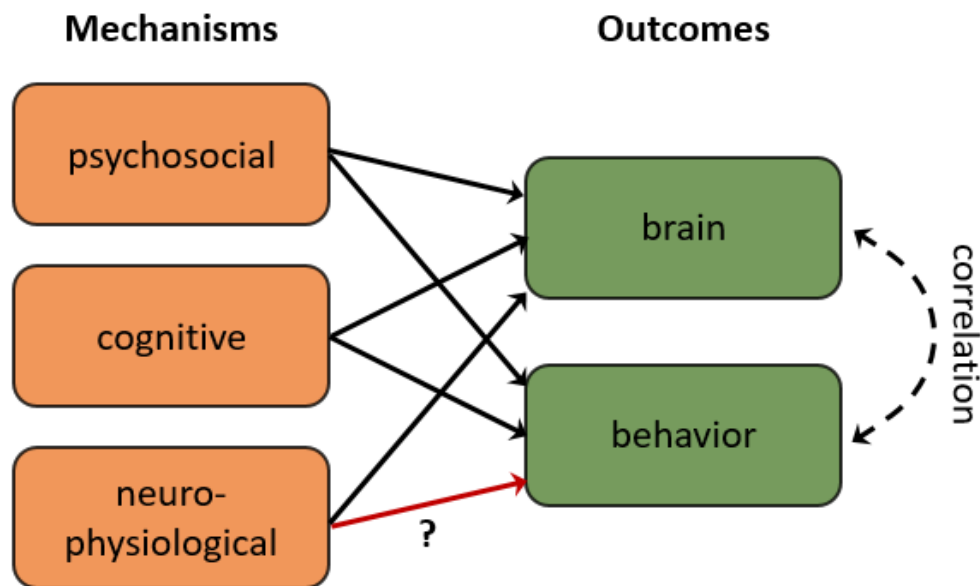 Mechanisms
Outcomes
psychosocial
cognitive
neuro-
physiological
brain
behavior
correlation
?